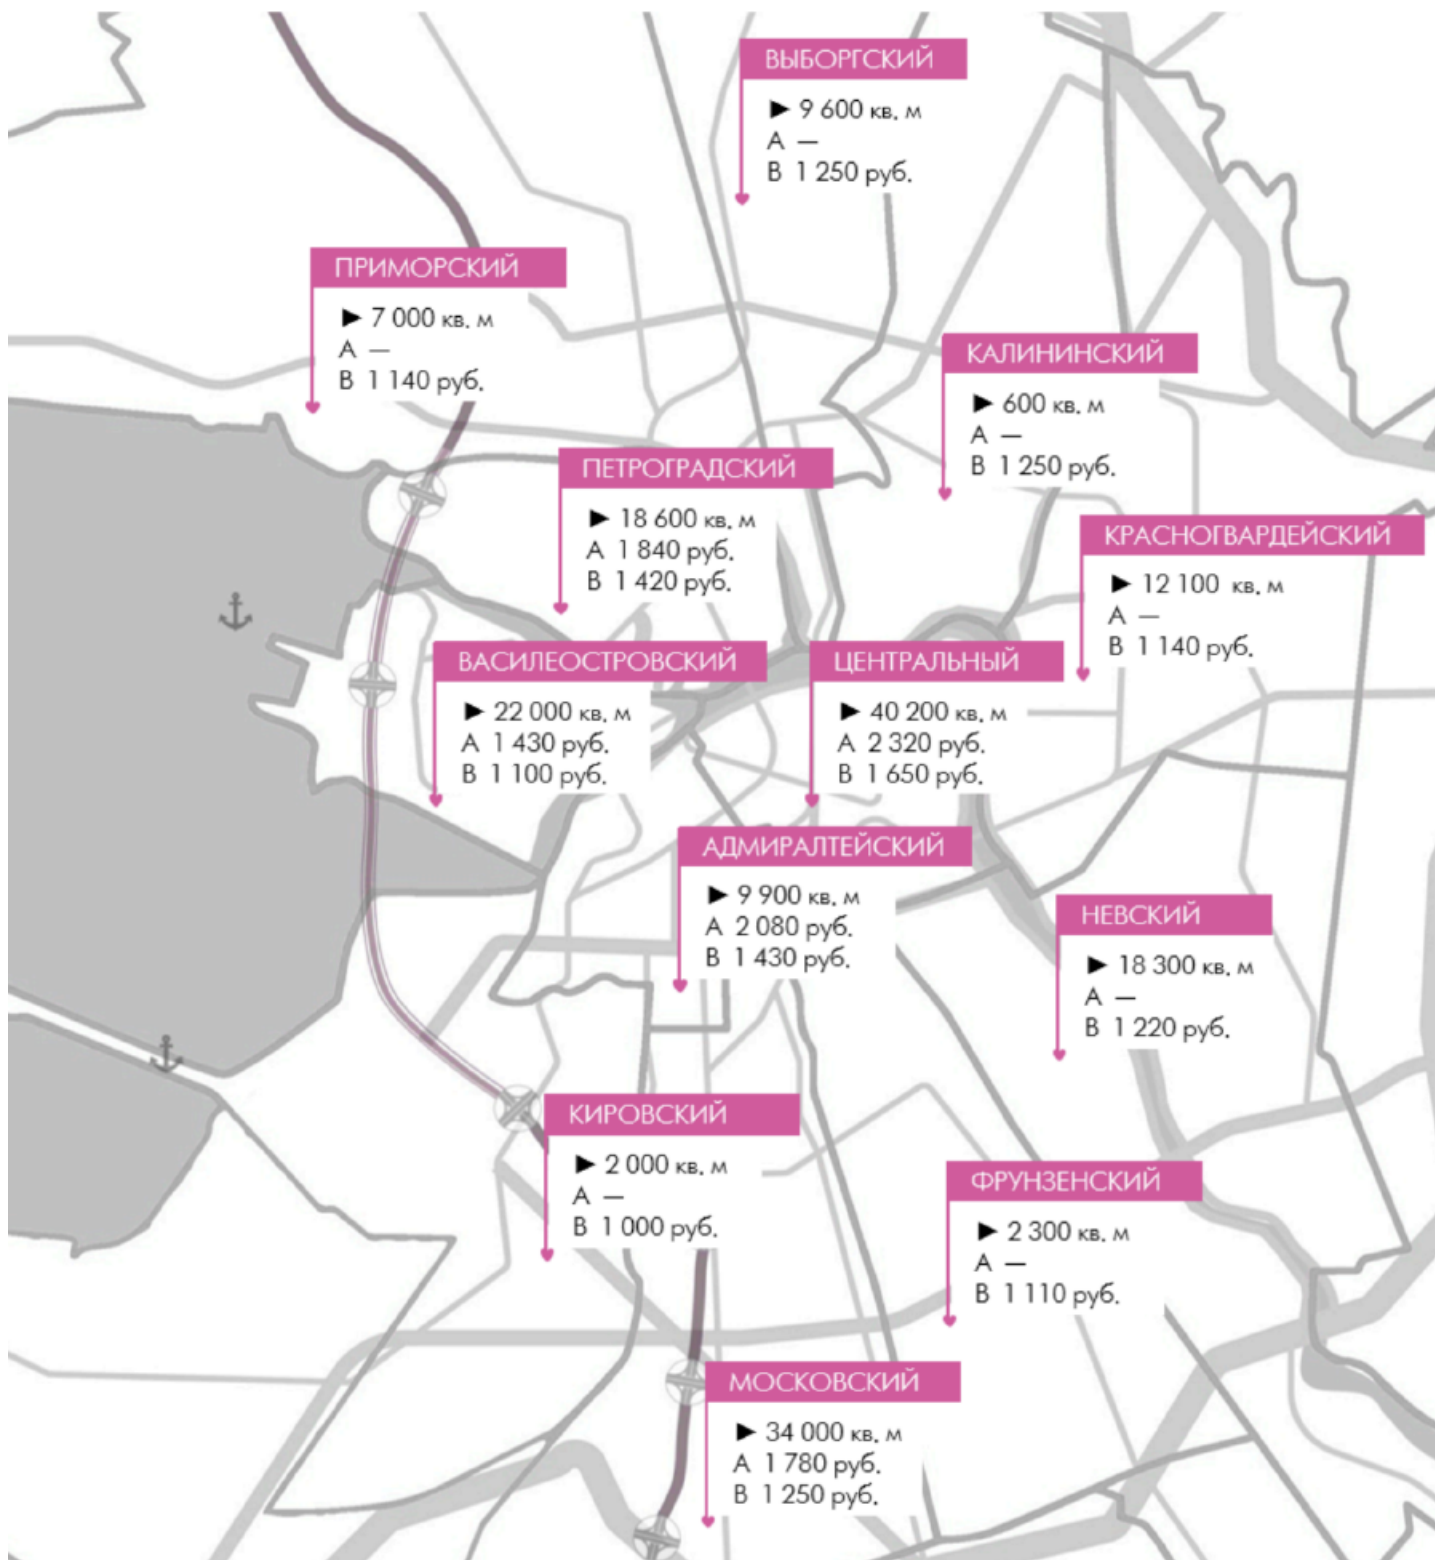 ВЫБОРГСКИЙ
► 9 600 кв. м
А —
В 1 250 руб.
ПРИМОРСКИЙ
► 7 000 кв. м
А —
В 1 140 руб.
КАЛИНИНСКИЙ
► 600 кв. м
А —
В 1 250 руб.
ПЕТРОГРАДСКИЙ
► 18 600 кв. м
А 1 840 руб.
В 1 420 руб.
КРАСНОГВАРДЕЙСКИЙ
► 12 100 кв. м
А —
В 1 140 руб.
ВАСИЛЕОСТРОВСКИЙ
► 22 000 кв. м
А 1 430 руб.
В 1 100 руб.
ЦЕНТРАЛЬНЫЙ
► 40 200 кв. м
А 2 320 руб.
В 1 650 руб.
АДМИРАЛТЕЙСКИЙ
► 9 900 кв. м
А 2 080 руб.
В 1 430 руб.
НЕВСКИЙ
► 18 300 кв. м
А —
В 1 220 руб.
КИРОВСКИЙ
► 2 000 кв. м
А —
В 1 000 руб.
ФРУНЗЕНСКИЙ
► 2 300 кв. м
А —
В 1 110 руб.
МОСКОВСКИЙ
► 34 000 кв. м
А 1 780 руб.
В 1 250 руб.